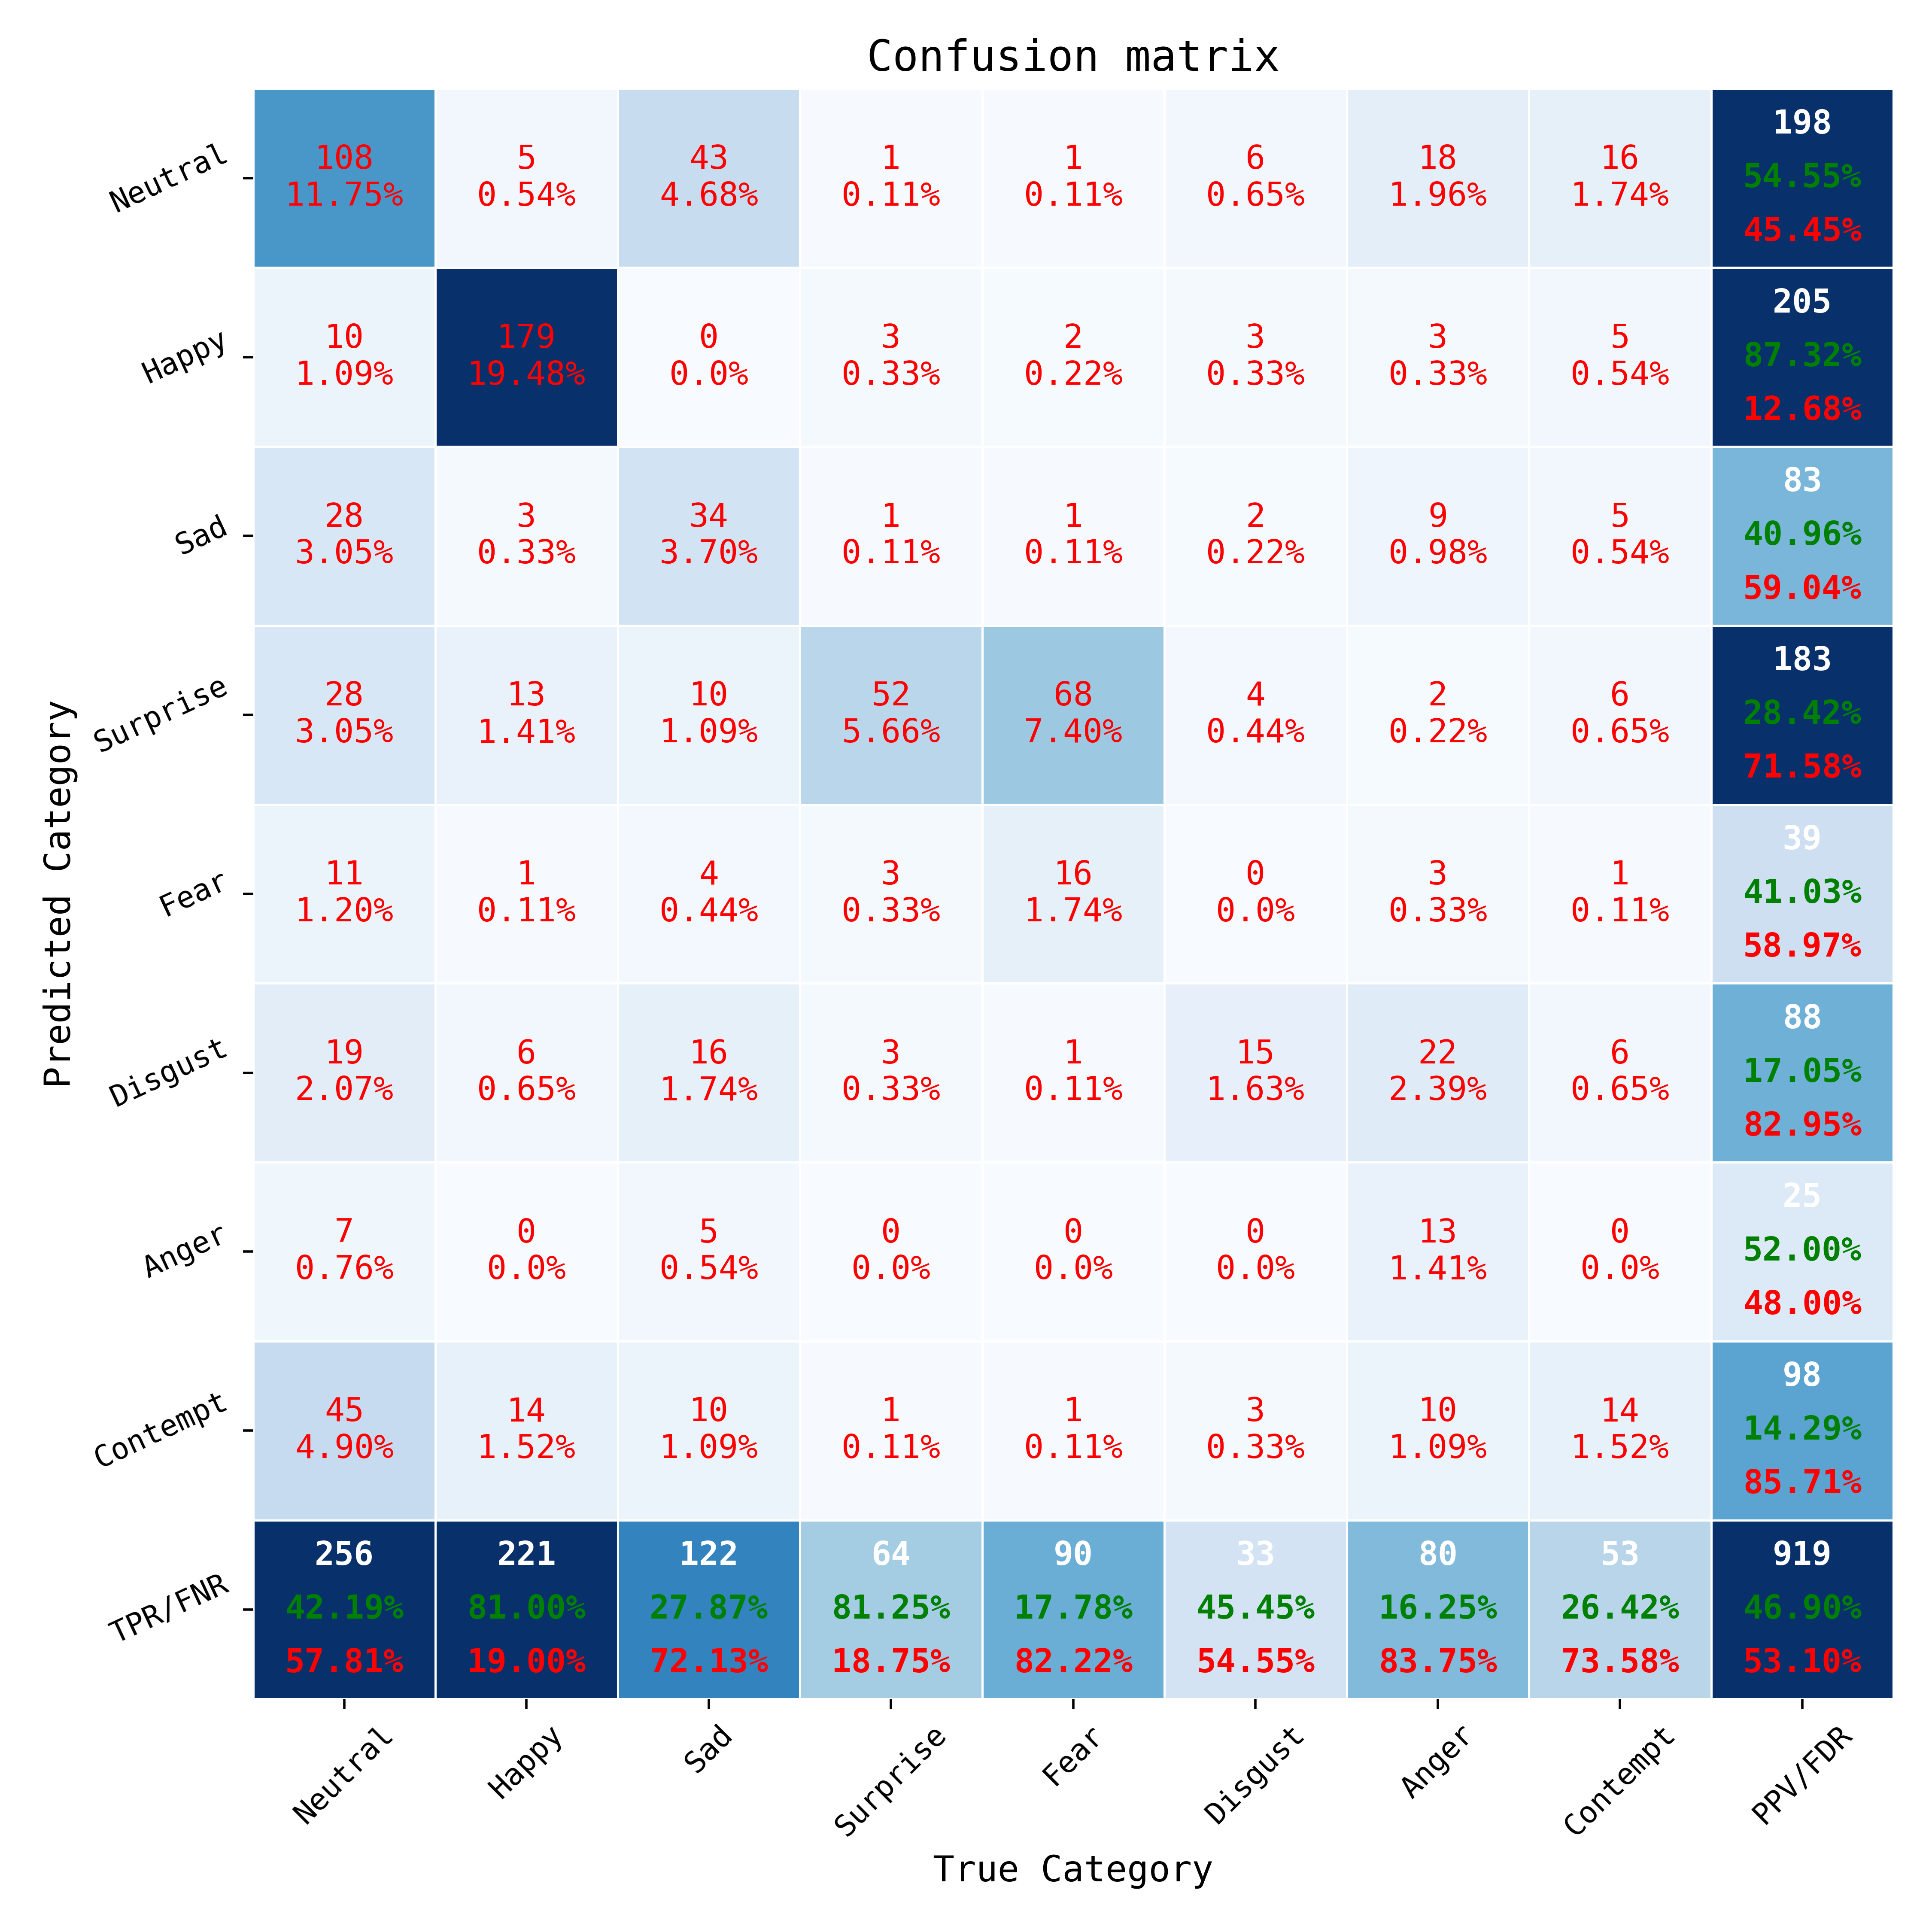 Confusion matrix
Neutral
108 5 43 1 1 6 18 16 198
11.75% 0.54% 4.68% 0.11% 0.11% 0.65% 1.96% 1.74% 54.55%
45.45%
Happy
10 179 0 3 2 3 3 5 205
1.09% 19.48% 0.0% 0.33% 0.22% 0.33% 0.33% 0.54% 87.32%
12.68%
Sad
28 3 34 1 1 2 9 5 83
3.05% 0.33% 3.70% 0.11% 0.11% 0.22% 0.98% 0.54% 40.96%
59.04%
Surprise
28 13 10 52 68 4 2 6 183
3.05% 1.41% 1.09% 5.66% 7.40% 0.44% 0.22% 0.65% 28.42%
71.58%
Fear
11 1 4 3 16 0 3 1 39
1.20% 0.11% 0.44% 0.33% 1.74% 0.0% 0.33% 0.11% 41.03%
58.97%
Disgust
19 6 16 3 1 15 22 6 88
2.07% 0.65% 1.74% 0.33% 0.11% 1.63% 2.39% 0.65% 17.05%
82.95%
Anger
7 0 5 0 0 0 13 0 25
0.76% 0.0% 0.54% 0.0% 0.0% 0.0% 1.41% 0.0% 52.00%
48.00%
Contempt
45 14 10 1 1 3 10 14 98
4.90% 1.52% 1.09% 0.11% 0.11% 0.33% 1.09% 1.52% 14.29%
85.71%
TPR/FNR
256 221 122 64 90 33 80 53 919
42.19% 81.00% 27.87% 81.25% 17.78% 45.45% 16.25% 26.42% 46.90%
57.81% 19.00% 72.13% 18.75% 82.22% 54.55% 83.75% 73.58% 53.10%
Neutral Happy Sad Surprise Fear Disgust Anger Contempt PPV/FDR
True Category
Predicted Category